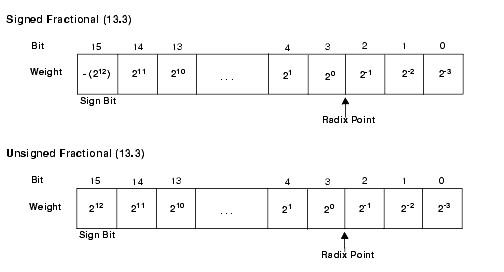 Signed Fractional (13.3)
Bit 15 14 13 4 3 2 1 0
Weight -(2¹²) 2¹¹ 2¹⁰ . . . 2¹ 2⁰ 2⁻¹ 2⁻² 2⁻³
Sign Bit
Radix Point
Unsigned Fractional (13.3)
Bit 15 14 13 4 3 2 1 0
Weight 2¹² 2¹¹ 2¹⁰ . . . 2¹ 2⁰ 2⁻¹ 2⁻² 2⁻³
Sign Bit
Radix Point